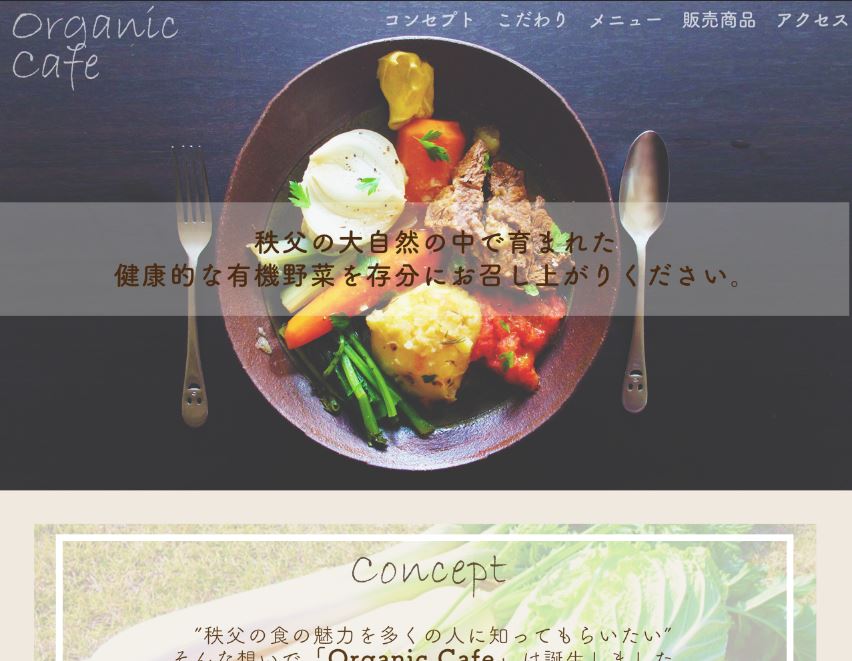 Organic
Cafe
コンセプト こだわり メニュー 販売商品 アクセス
秩父の大自然の中で育まれた
健康的な有機野菜を存分にお召し上がりください。
Concept
”秩父の食の魅力を多くの人に知ってもらいたい”
そんな想いで「Organic Cafe」は誕生しました